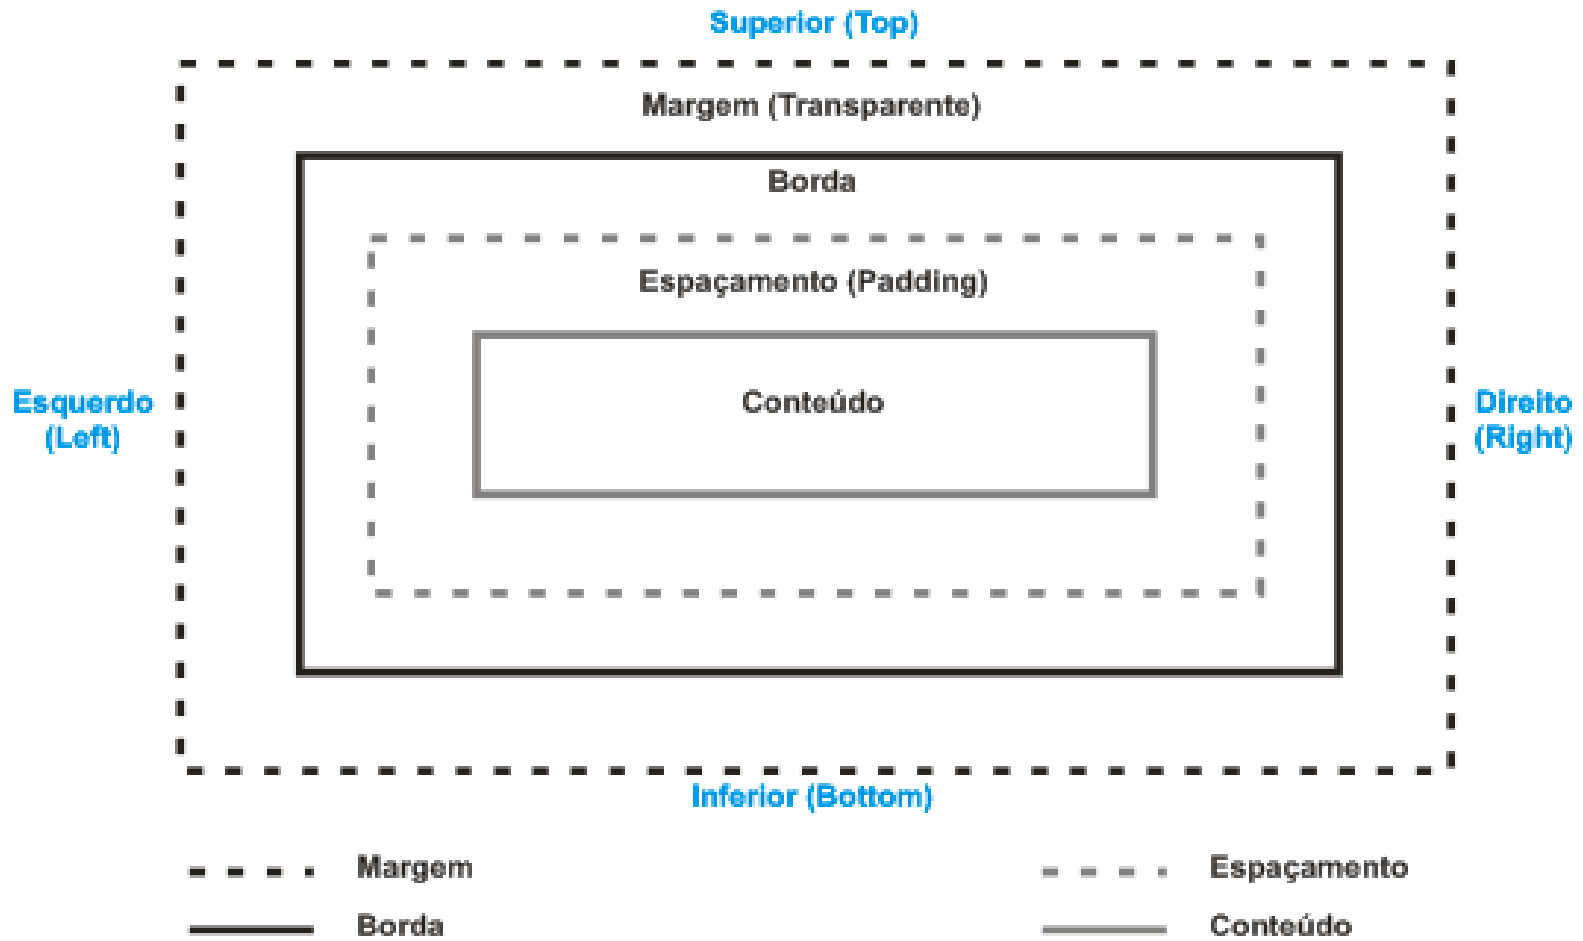 Superior (Top)
Margem (Transparente)
Borda
Espaçamento (Padding)
Conteúdo
Esquerdo
(Left)
Direito
(Right)
Inferior (Bottom)
Margem
Espaçamento
Borda
Conteúdo